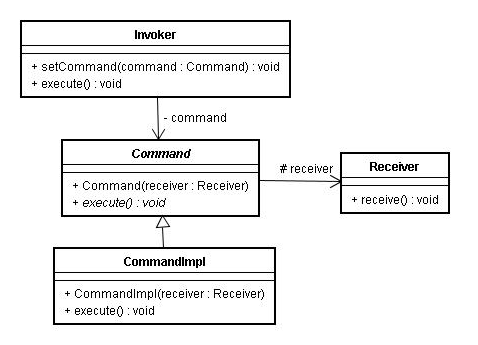 Invoker
+ setCommand(command : Command) : void
+ execute() : void
- command
Command
+ Command(receiver : Receiver)
+ execute() : void
# receiver
Receiver
+ receive() : void
CommandImpl
+ CommandImpl(receiver : Receiver)
+ execute() : void